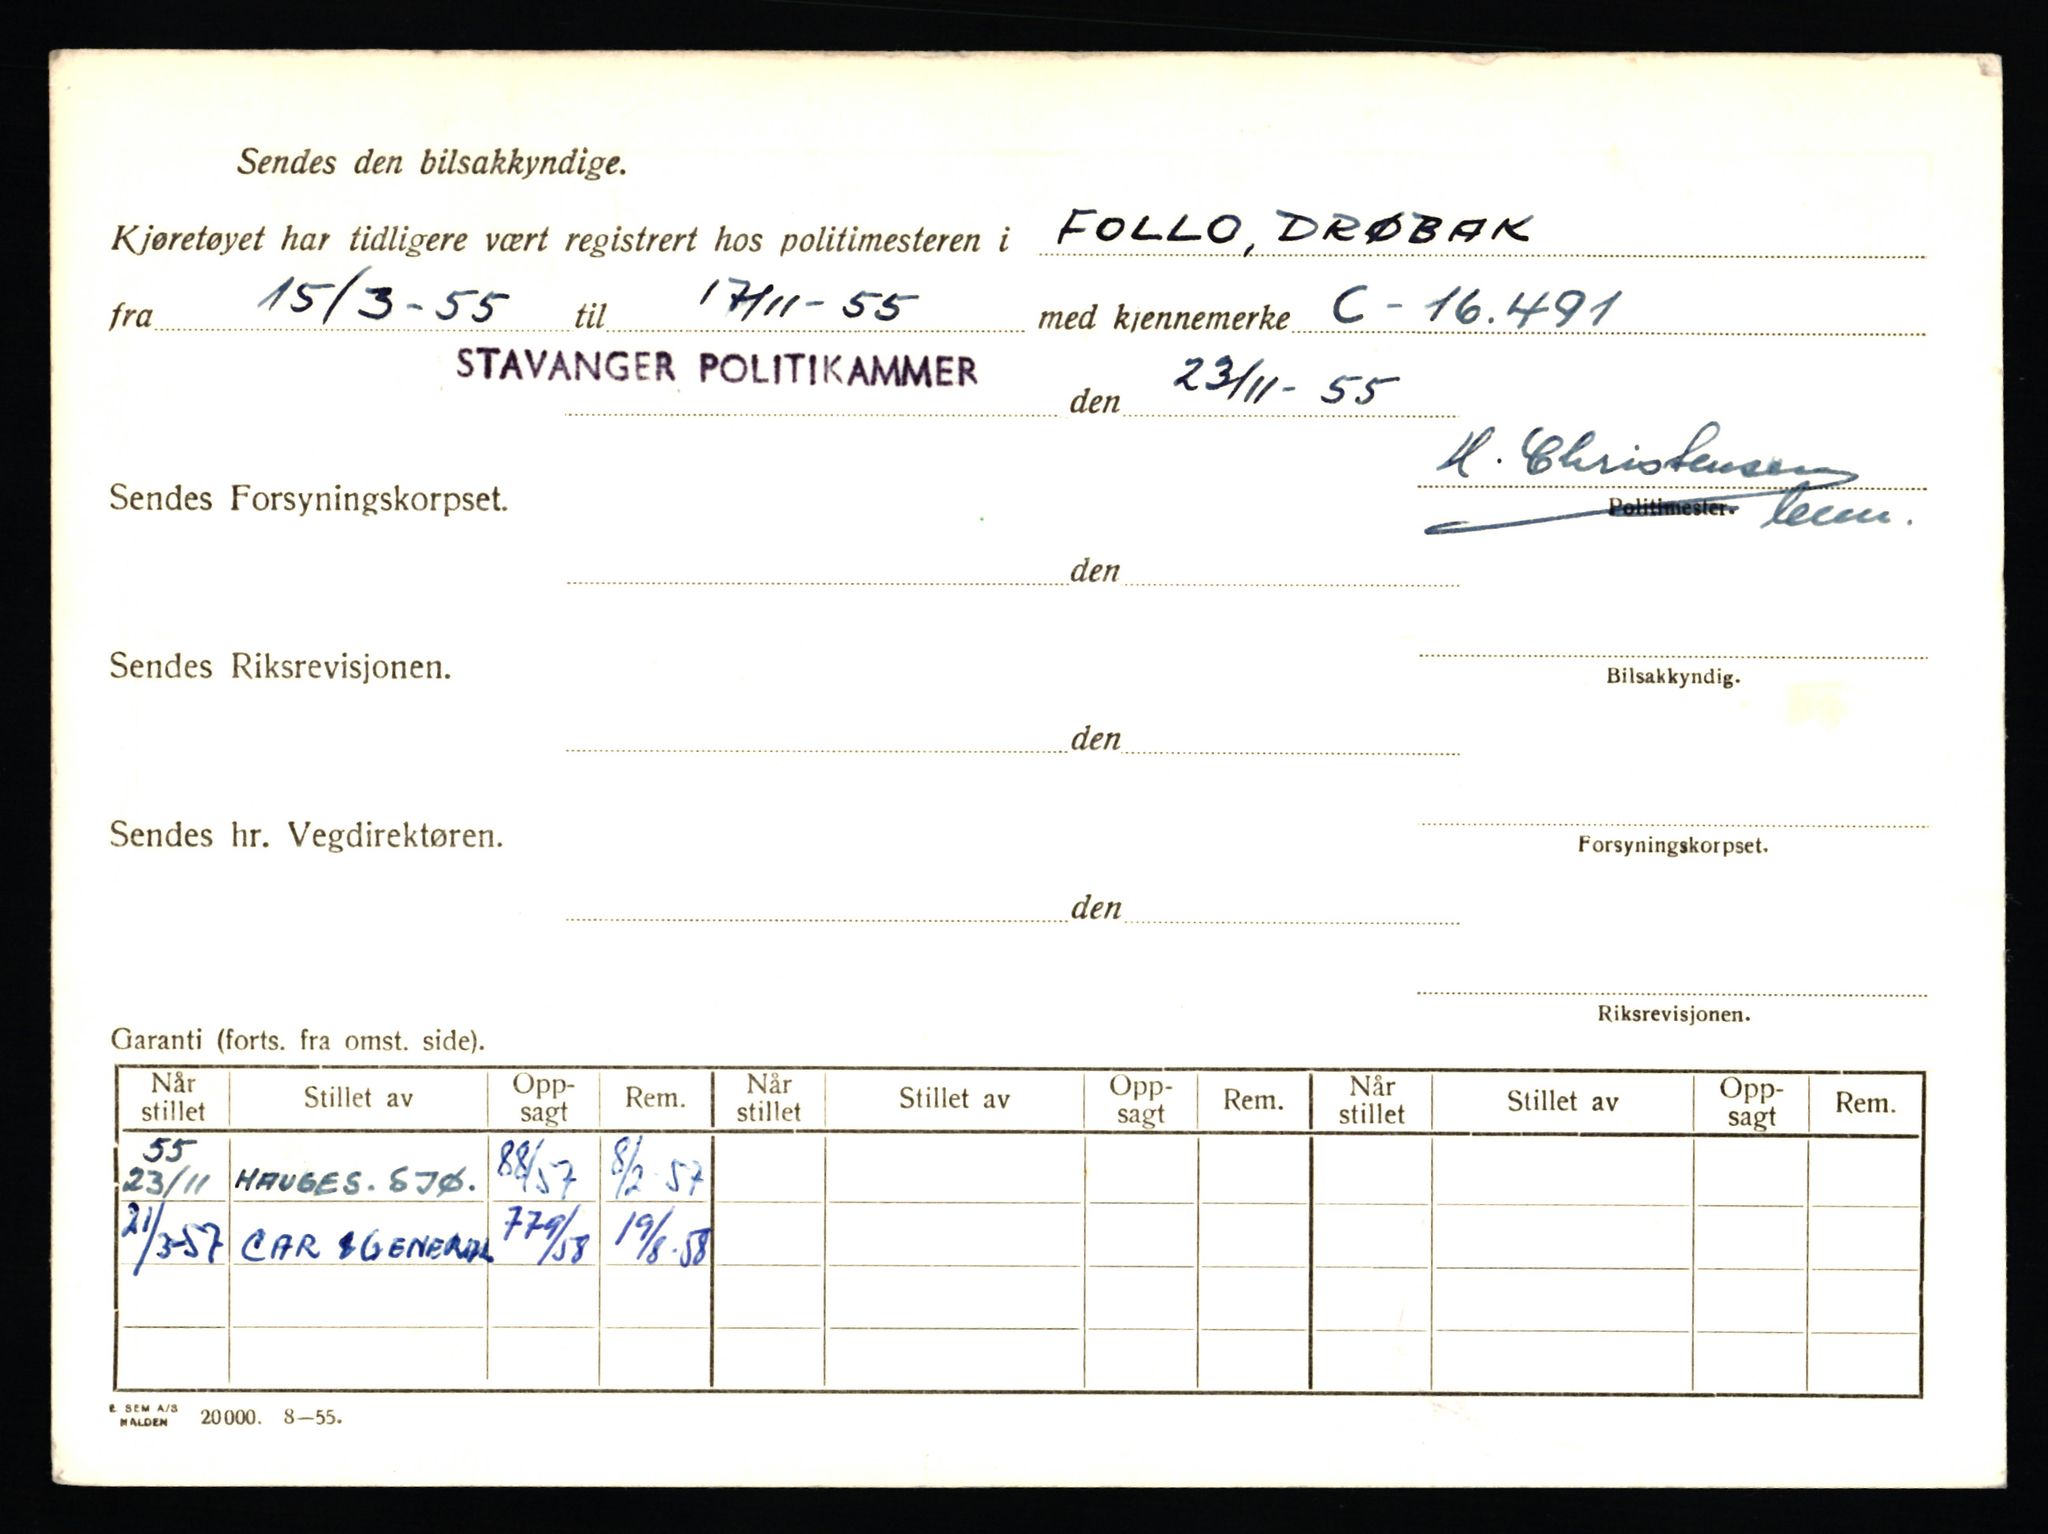 Sendes den bilsakkyndige.
Kjøretøyet har tidligere vært registrert hos politimesteren i FOLLO, DRØBAK
fra 15/3-55 til 17/11-55 med kjennemerke C-16.491
STAVANGER POLITIKAMMER den 23/11-55
H. Christensen
Sendes Forsyningskorpset.
Politimester.
den
Sendes Riksrevisjonen.
Bilsakkyndig.
den
Sendes hr. Vegdirektøren.
Forsyningskorpset.
den
Riksrevisjonen.
Garanti (forts. fra omst. side).
Når stillet Stillet av Opp-sagt Rem. Når stillet Stillet av Opp-sagt Rem. Når stillet Stillet av Opp-sagt Rem.
55
23/11 HAUGES. SJØ. 88/57 8/2-57
21/3-57 CAR & GENERAL 779/58 19/8-58
E. SEM A/S
HALDEN 20000. 8—55.